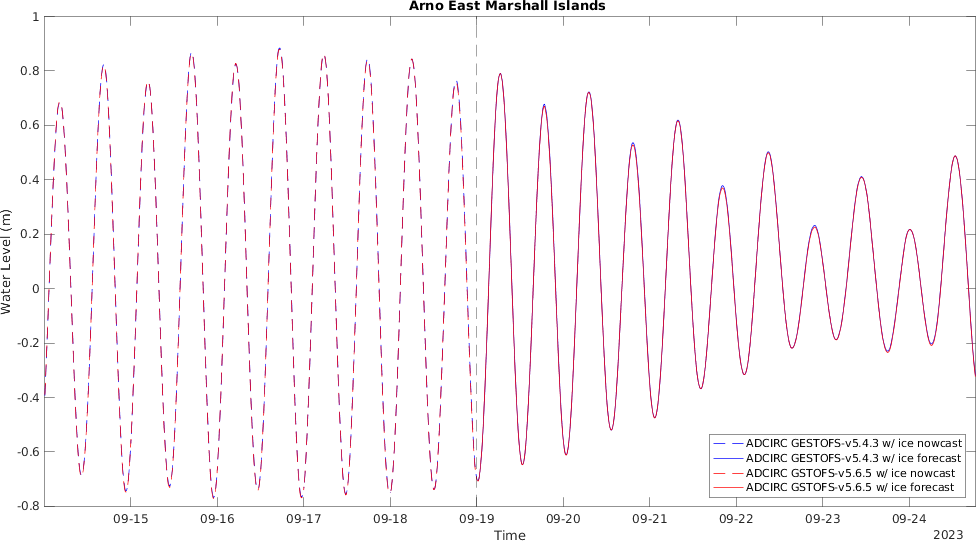 Arno East Marshall Islands
1
0.8
0.6
0.4
0.2
0
-0.2
-0.4
-0.6
-0.8
Water Level (m)
ADCIRC GESTOFS-v5.4.3 w/ ice nowcast
ADCIRC GESTOFS-v5.4.3 w/ ice forecast
ADCIRC GSTOFS-v5.6.5 w/ ice nowcast
ADCIRC GSTOFS-v5.6.5 w/ ice forecast
09-15 09-16 09-17 09-18 09-19 09-20 09-21 09-22 09-23 09-24
Time
2023